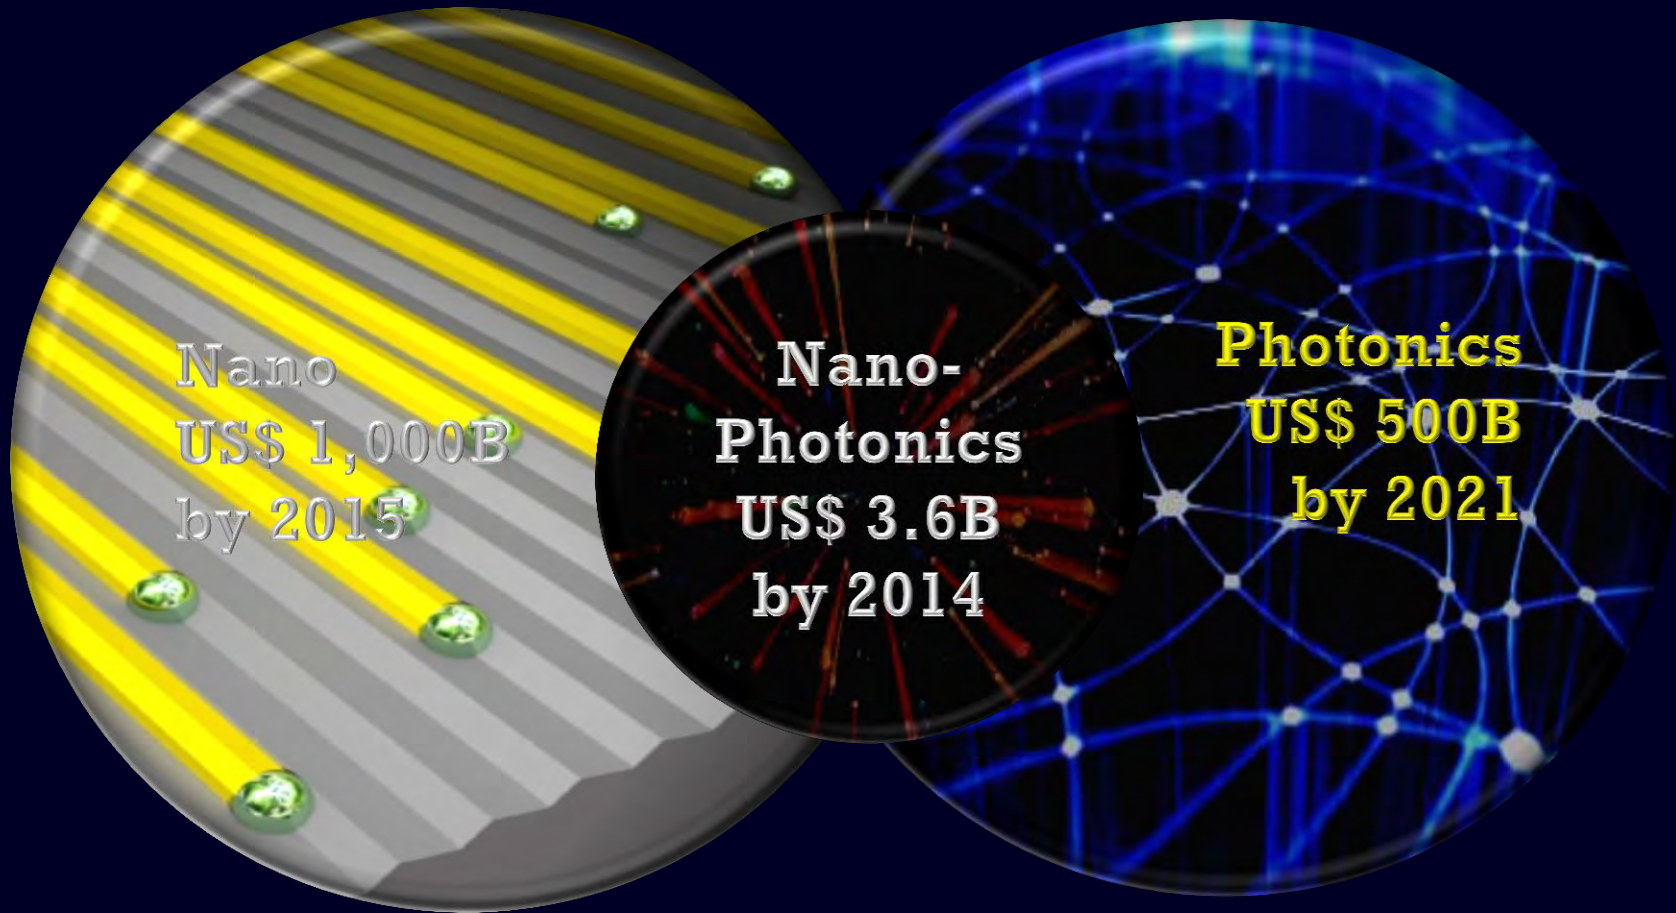 Nano
US$ 1,000B
by 2015
Nano-
Photonics
US$ 3.6B
by 2014
Photonics
US$ 500B
by 2021